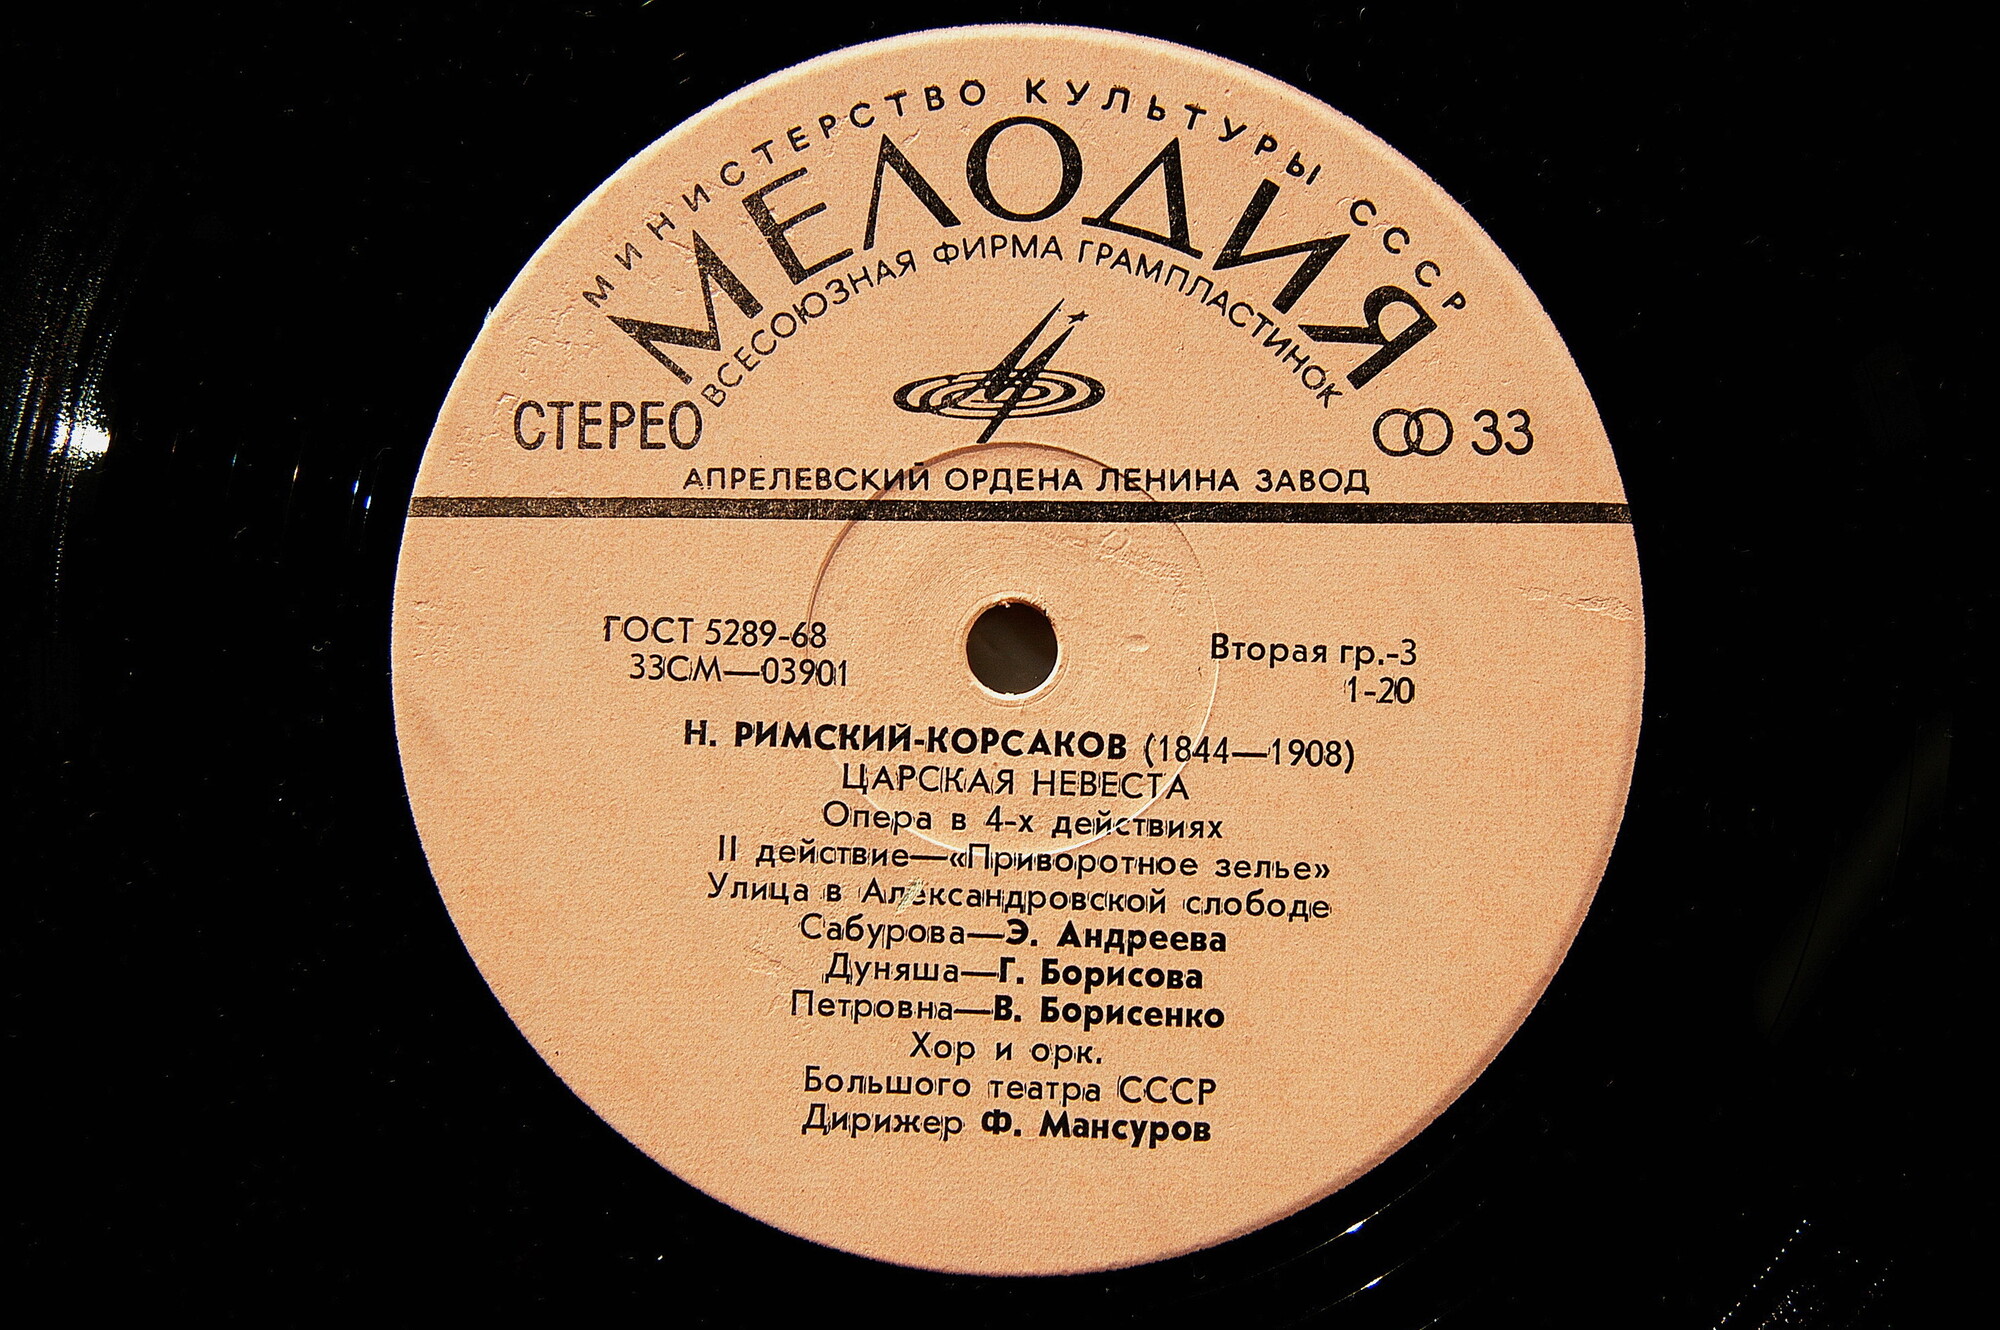 МИНИСТЕРСТВО КУЛЬТУРЫ СССР
МЕЛОДИЯ
ВСЕСОЮЗНАЯ ФИРМА ГРАМПЛАСТИНОК
СТЕРЕО
33
АПРЕЛЕВСКИЙ ОРДЕНА ЛЕНИНА ЗАВОД
ГОСТ 5289-68
33СМ—03901
Вторая гр.-3
1-20
Н. РИМСКИЙ-КОРСАКОВ (1844—1908)
ЦАРСКАЯ НЕВЕСТА
Опера в 4-х действиях
II действие—«Приворотное зелье»
Улица в Александровской слободе
Сабурова—Э. Андреева
Дуняша—Г. Борисова
Петровна—В. Борисенко
Хор и орк.
Большого театра СССР
Дирижер Ф. Мансуров